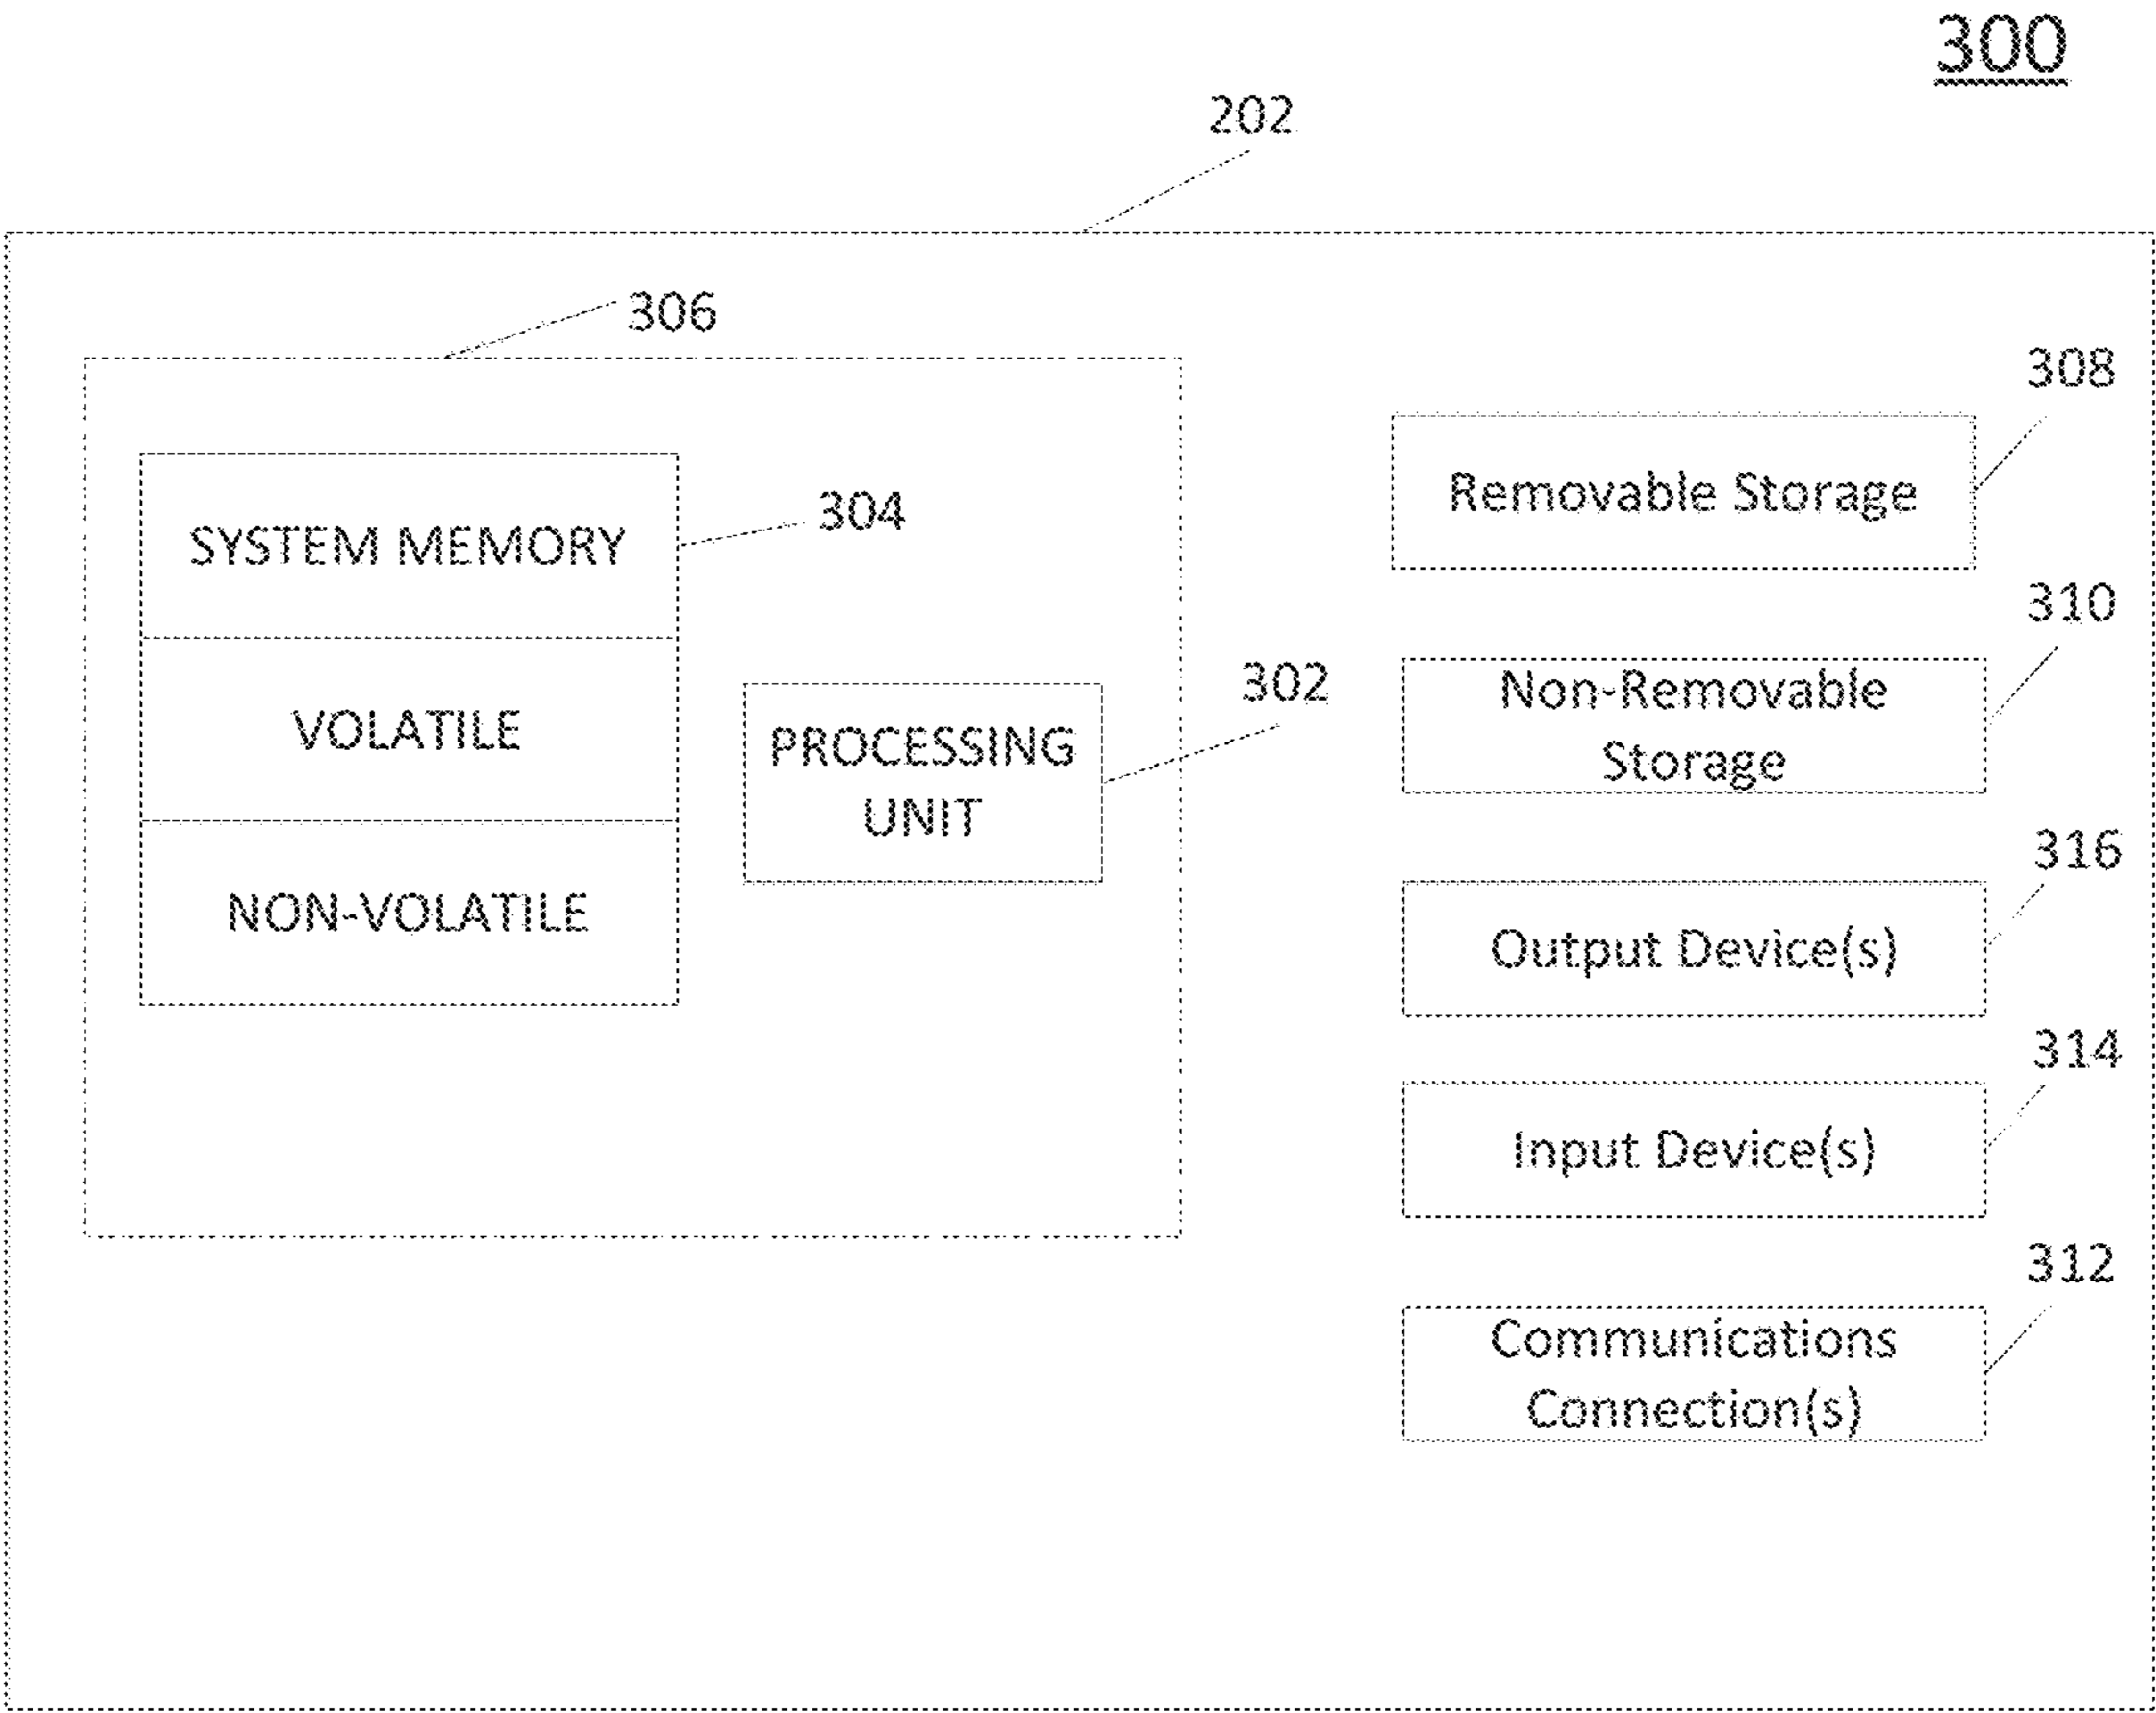 300
202
306
308
SYSTEM MEMORY
304
Removable Storage
310
VOLATILE
302
PROCESSING
UNIT
Non-Removable
Storage
NON-VOLATILE
316
Output Device(s)
314
Input Device(s)
312
Communications
Connection(s)